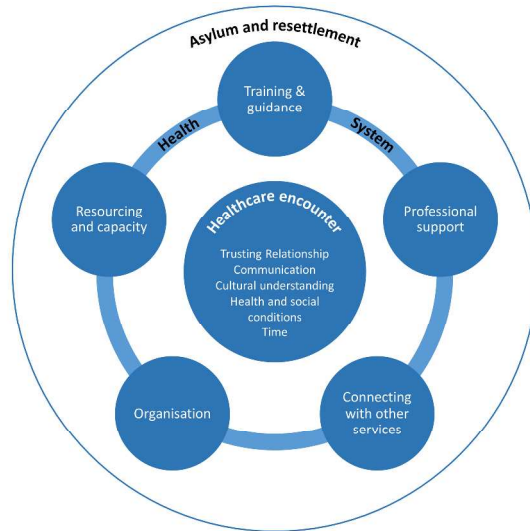 Asylum and resettlement
Training &
guidance
Health
System
Resourcing
and capacity
Professional
support
Healthcare encounter
Trusting Relationship
Communication
Cultural understanding
Health and social
conditions
Time
Organisation
Connecting
with other
services